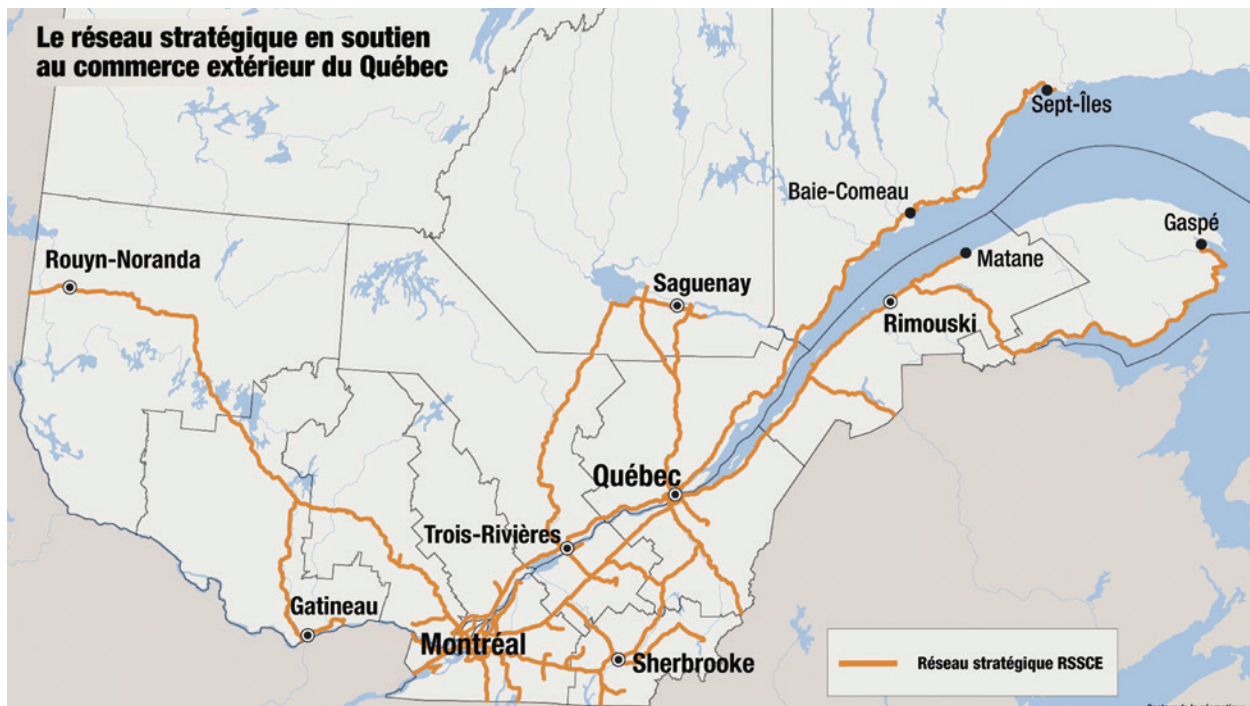 Le réseau stratégique en soutien
au commerce extérieur du Québec
Sept-Îles
Baie-Comeau
Gaspé
Matane
Rouyn-Noranda
Saguenay
Rimouski
Québec
Trois-Rivières
Gatineau
Montréal
Sherbrooke
Réseau stratégique RSSCE